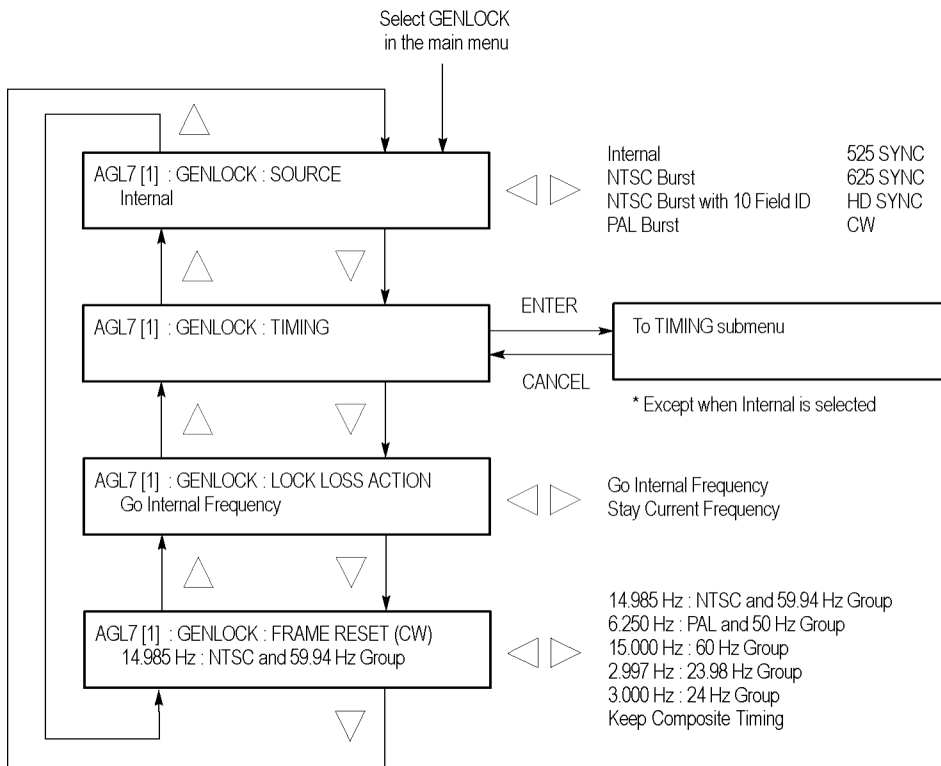 Select GENLOCK
in the main menu
AGL7 [1] : GENLOCK : SOURCE
Internal
Internal 525 SYNC
NTSC Burst 625 SYNC
NTSC Burst with 10 Field ID HD SYNC
PAL Burst CW
AGL7 [1] : GENLOCK : TIMING
ENTER
CANCEL
To TIMING submenu
* Except when Internal is selected
AGL7 [1] : GENLOCK : LOCK LOSS ACTION
Go Internal Frequency
Go Internal Frequency
Stay Current Frequency
AGL7 [1] : GENLOCK : FRAME RESET (CW)
14.985 Hz : NTSC and 59.94 Hz Group
14.985 Hz : NTSC and 59.94 Hz Group
6.250 Hz : PAL and 50 Hz Group
15.000 Hz : 60 Hz Group
2.997 Hz : 23.98 Hz Group
3.000 Hz : 24 Hz Group
Keep Composite Timing